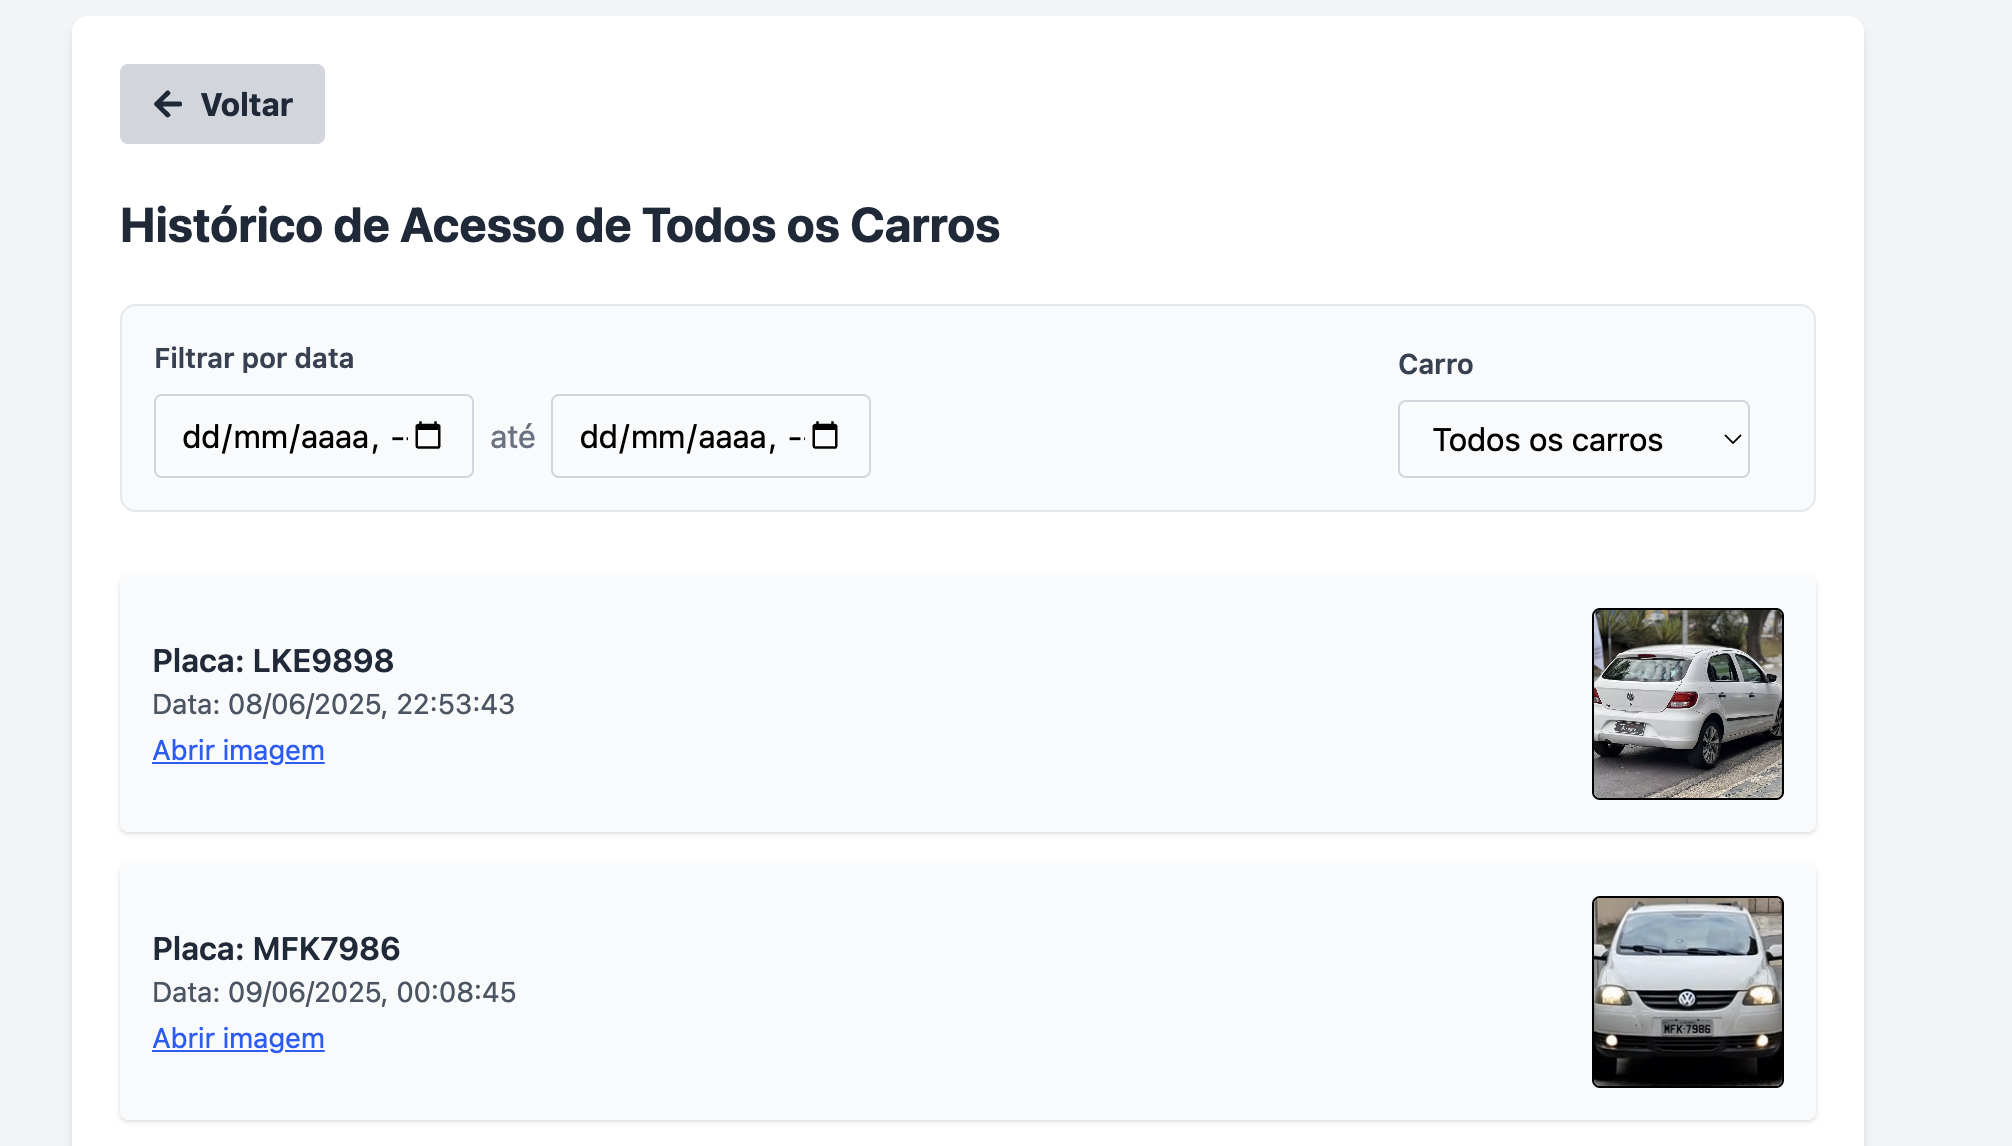 Voltar
Histórico de Acesso de Todos os Carros
Filtrar por data
Carro
dd/mm/aaaa, -- até dd/mm/aaaa, --
Todos os carros
Placa: LKE9898
Data: 08/06/2025, 22:53:43
Abrir imagem
Placa: MFK7986
Data: 09/06/2025, 00:08:45
Abrir imagem
MFK-7986